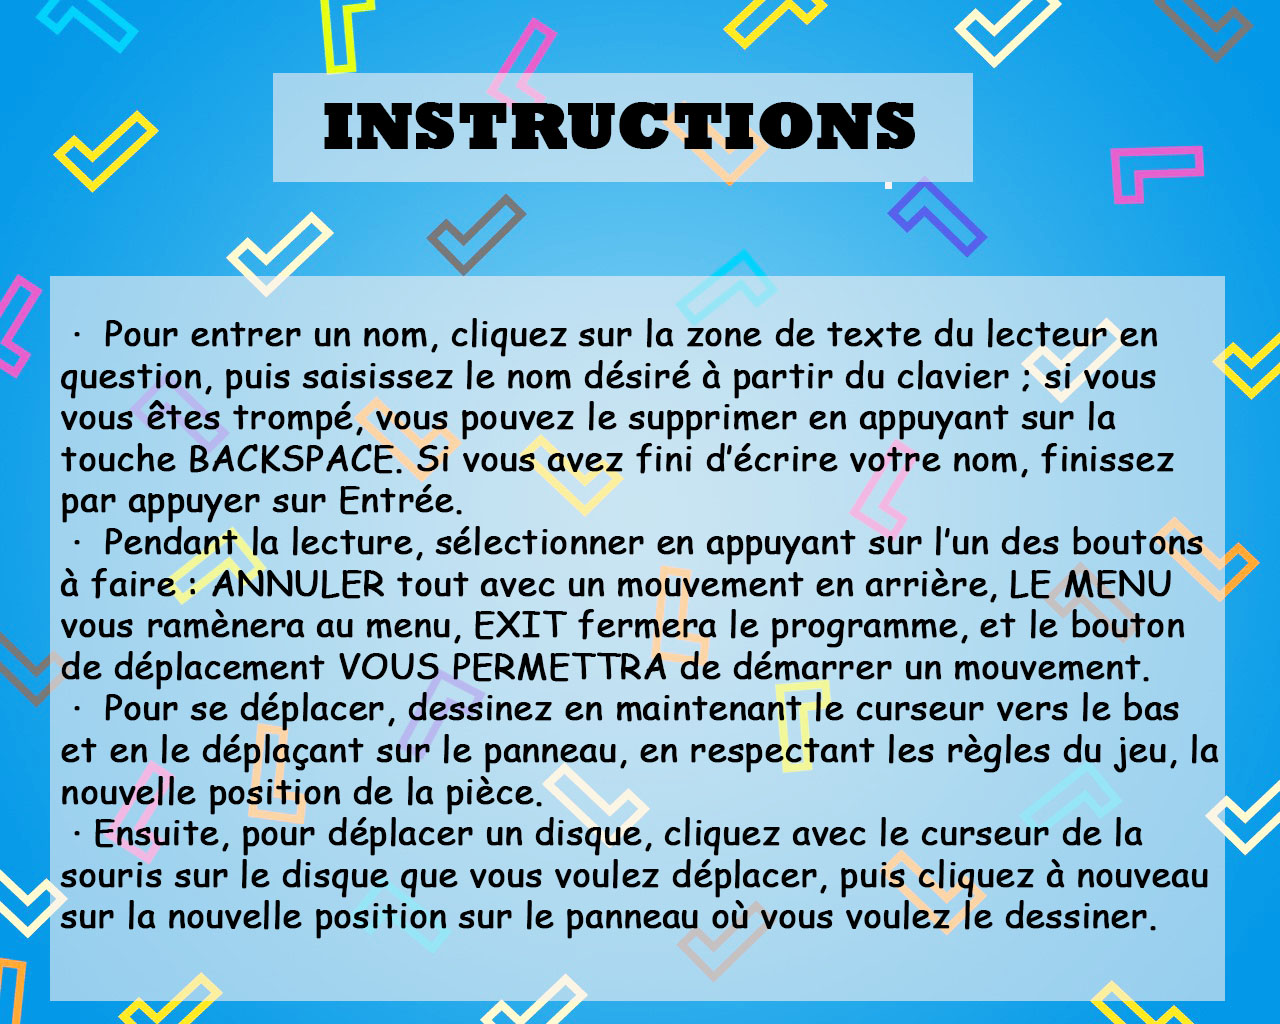 INSTRUCTIONS
· Pour entrer un nom, cliquez sur la zone de texte du lecteur en
question, puis saisissez le nom désiré à partir du clavier ; si vous
vous êtes trompé, vous pouvez le supprimer en appuyant sur la
touche BACKSPACE. Si vous avez fini d’écrire votre nom, finissez
par appuyer sur Entrée.
· Pendant la lecture, sélectionner en appuyant sur l’un des boutons
à faire : ANNULER tout avec un mouvement en arrière, LE MENU
vous ramènera au menu, EXIT fermera le programme, et le bouton
de déplacement VOUS PERMETTRA de démarrer un mouvement.
· Pour se déplacer, dessinez en maintenant le curseur vers le bas
et en le déplaçant sur le panneau, en respectant les règles du jeu, la
nouvelle position de la pièce.
· Ensuite, pour déplacer un disque, cliquez avec le curseur de la
souris sur le disque que vous voulez déplacer, puis cliquez à nouveau
sur la nouvelle position sur le panneau où vous voulez le dessiner.